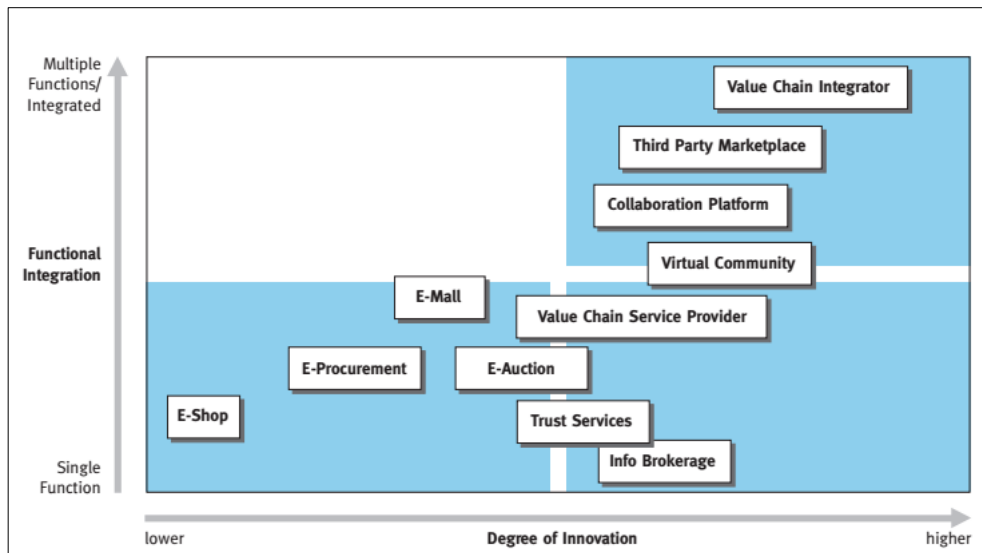 Multiple
Functions/
Integrated
Value Chain Integrator
Third Party Marketplace
Collaboration Platform
Functional
Integration
Virtual Community
E-Mall
Value Chain Service Provider
E-Procurement
E-Auction
E-Shop
Trust Services
Info Brokerage
Single
Function
lower
Degree of Innovation
higher